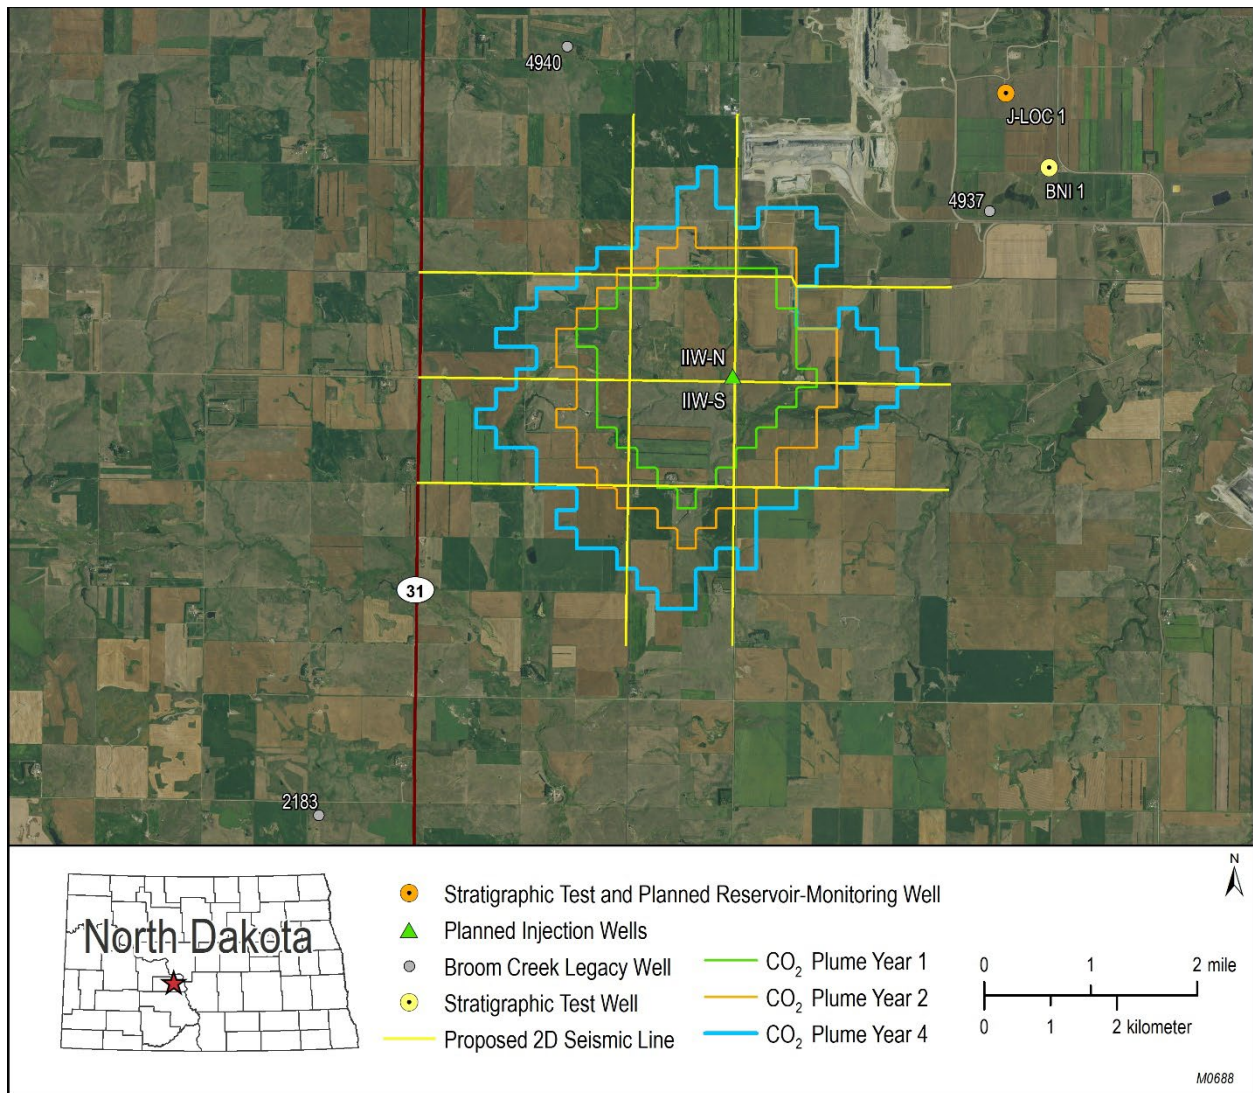 4940
J-LOC 1
BNI 1
4937
IIW-N
IIW-S
31
2183
N
North Dakota
Stratigraphic Test and Planned Reservoir-Monitoring Well
Planned Injection Wells
Broom Creek Legacy Well
Stratigraphic Test Well
Proposed 2D Seismic Line
CO₂ Plume Year 1
CO₂ Plume Year 2
CO₂ Plume Year 4
0 1 2 mile
0 1 2 kilometer
M0688